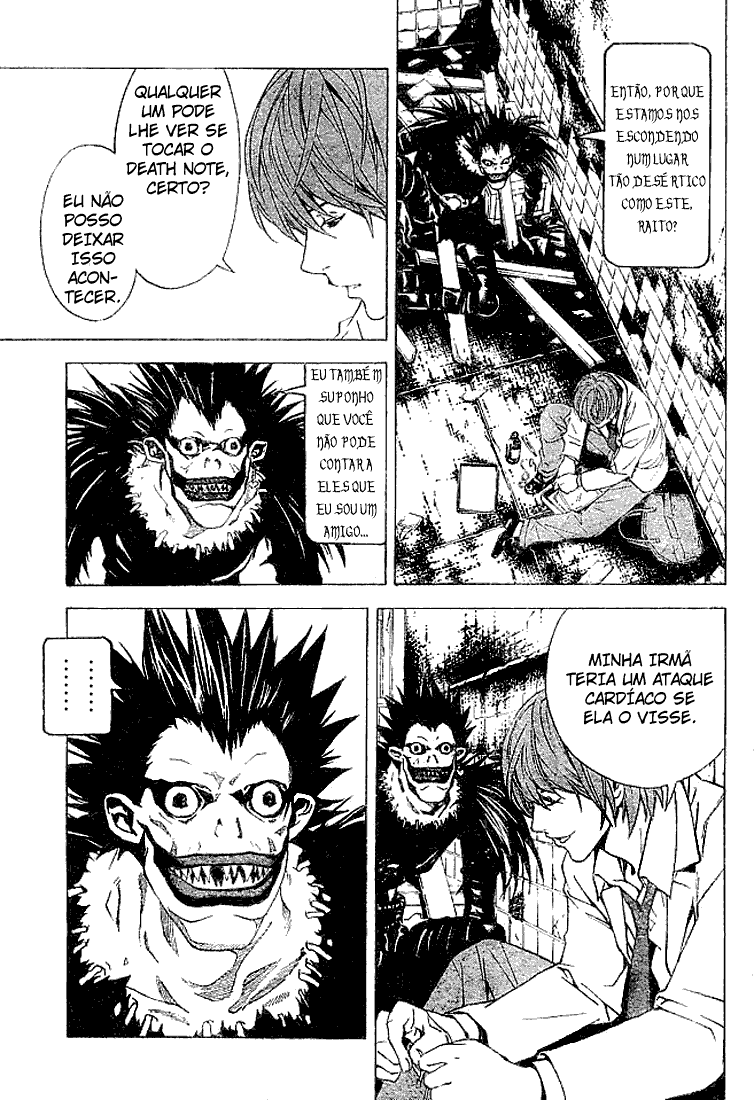 ENTÃO, PORQUE
ESTAMOS NOS
ESCONDENDO
NUM LUGAR
TÃO DESÉRTICO
COMO ESTE,
RAITO?
QUALQUER
UM PODE
LHE VER SE
TOCAR O
DEATH NOTE,
CERTO?
EU NÃO
POSSO
DEIXAR
ISSO
ACON-
TECER.
EU TAMBÉM
SUPONHO
QUE VOCÊ
NÃO PODE
CONTAR A
ELES QUE
EU SOU UM
AMIGO...
MINHA IRMÃ
TERIA UM ATAQUE
CARDÍACO SE
ELA O VISSE.
. . . . . .
. . . . . .